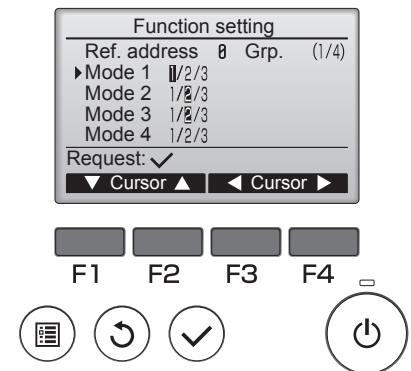 Function setting
Ref. address 0 Grp. (1/4)
Mode 1 1/2/3
Mode 2 1/2/3
Mode 3 1/2/3
Mode 4 1/2/3
Request: ✓
▼ Cursor ▲ ◀ Cursor ▶
F1 F2 F3 F4